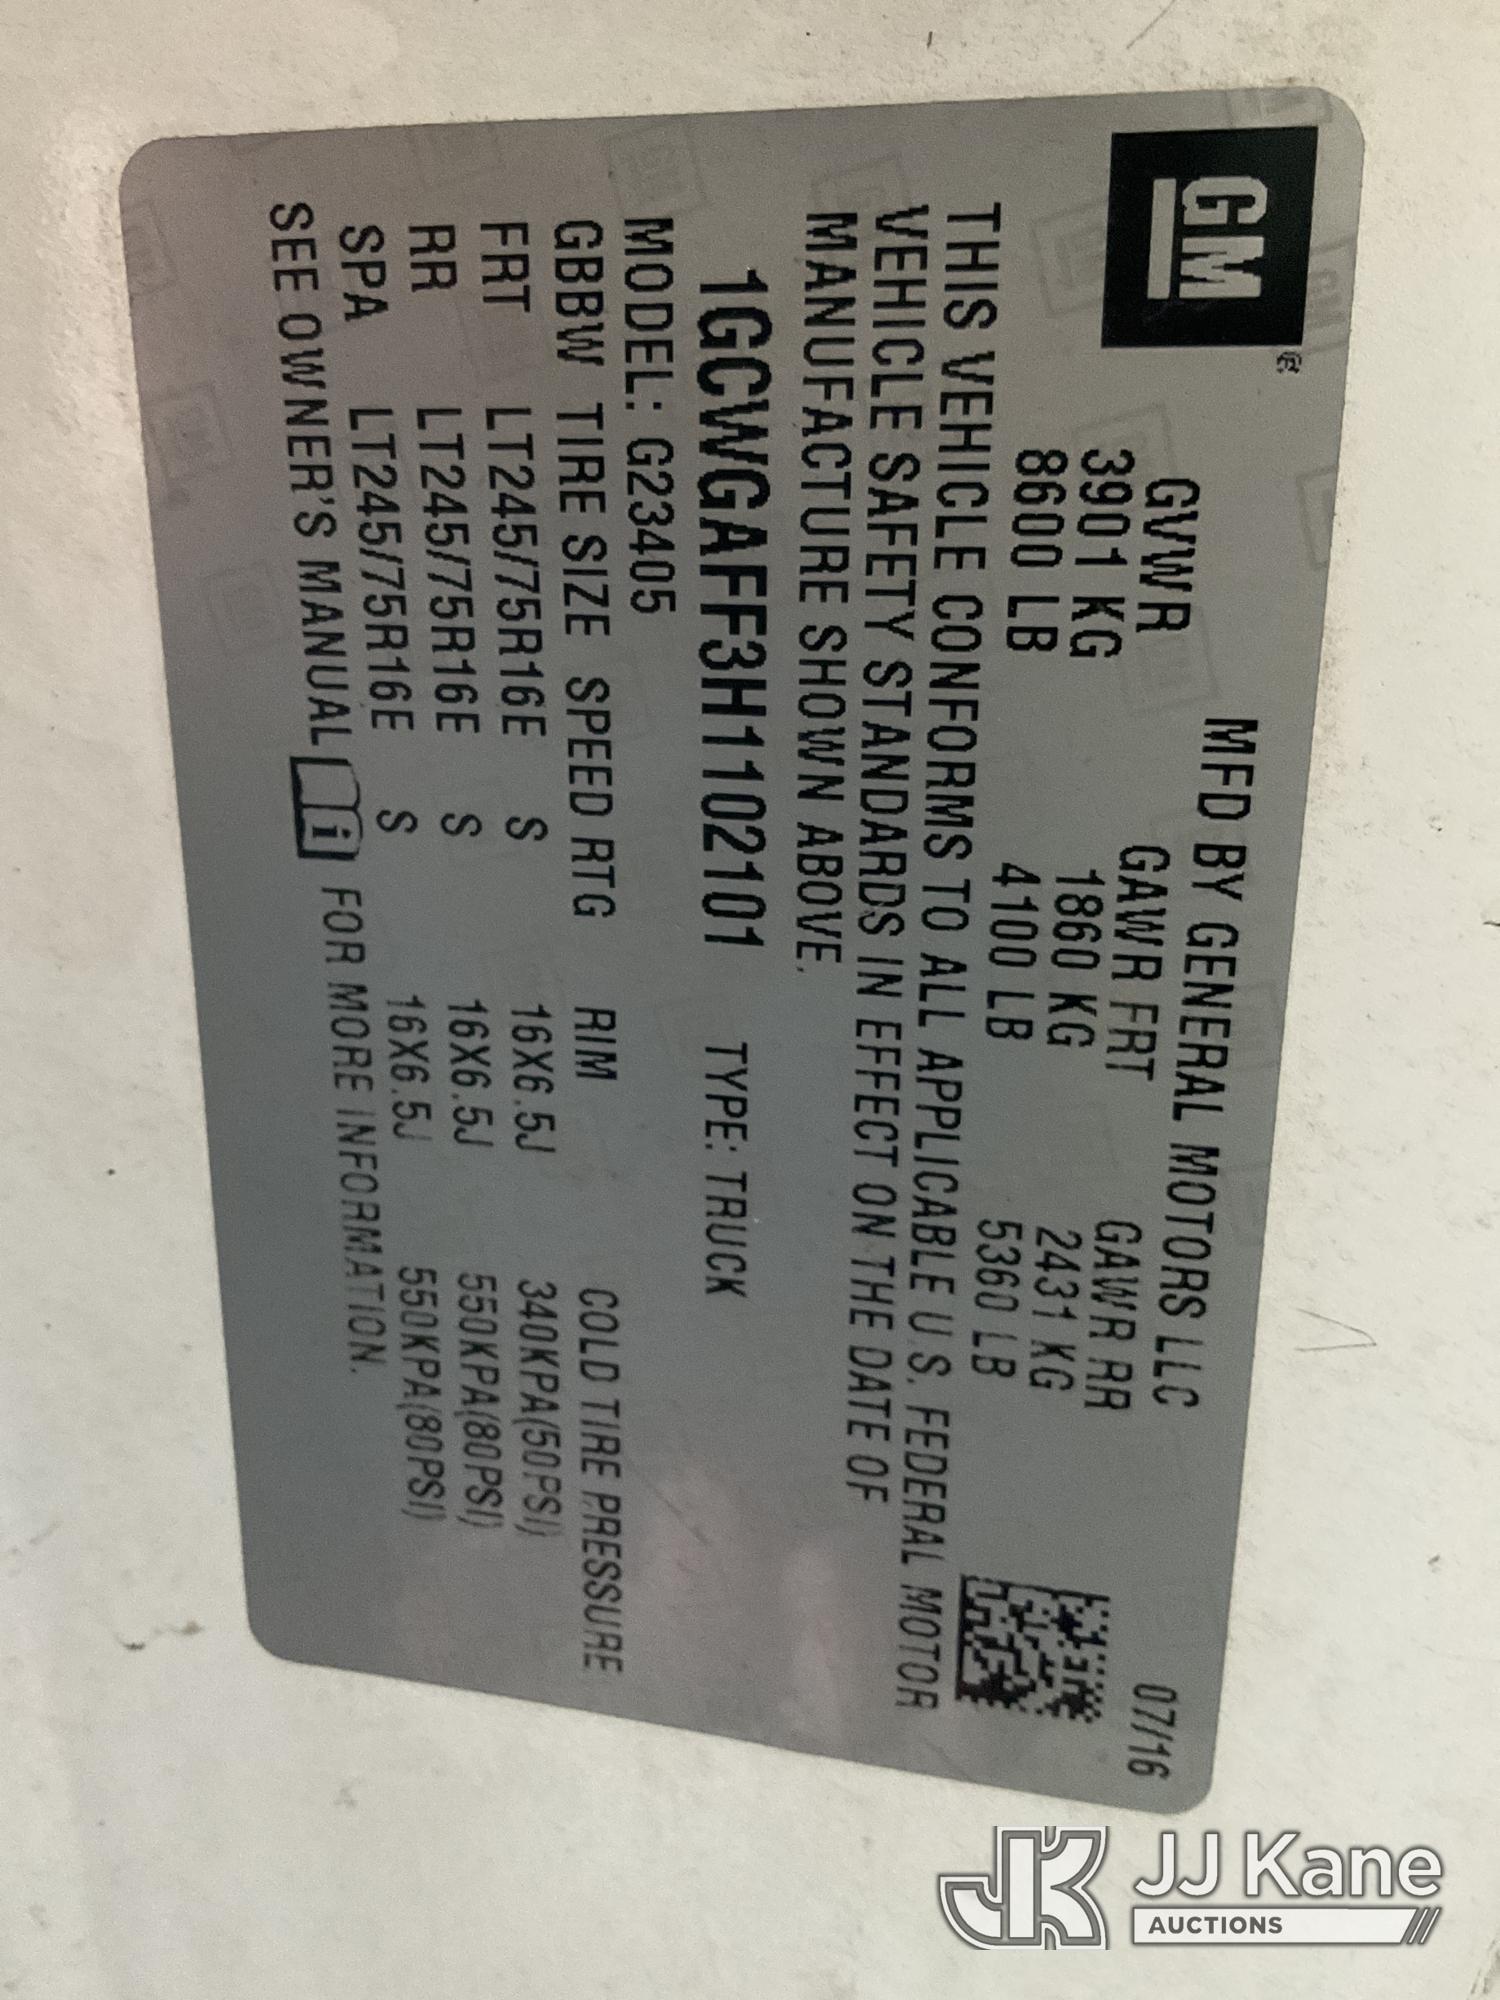 GM®
MFD BY GENERAL MOTORS LLC 07/16
GVWR GAWR FRT GAWR RR
3901 KG 1860 KG 2431 KG
8600 LB 4100 LB 5360 LB
THIS VEHICLE CONFORMS TO ALL APPLICABLE U.S. FEDERAL MOTOR
VEHICLE SAFETY STANDARDS IN EFFECT ON THE DATE OF
MANUFACTURE SHOWN ABOVE.
1GCWGAFF3H1102101 TYPE: TRUCK
MODEL: G23405
GBBW TIRE SIZE SPEED RTG RIM COLD TIRE PRESSURE
FRT LT245/75R16E S 16X6.5J 340KPA(50PSI)
RR LT245/75R16E S 16X6.5J 550KPA(80PSI)
SPA LT245/75R16E S 16X6.5J 550KPA(80PSI)
SEE OWNER'S MANUAL i FOR MORE INFORMATION.
JK JJ Kane
AUCTIONS